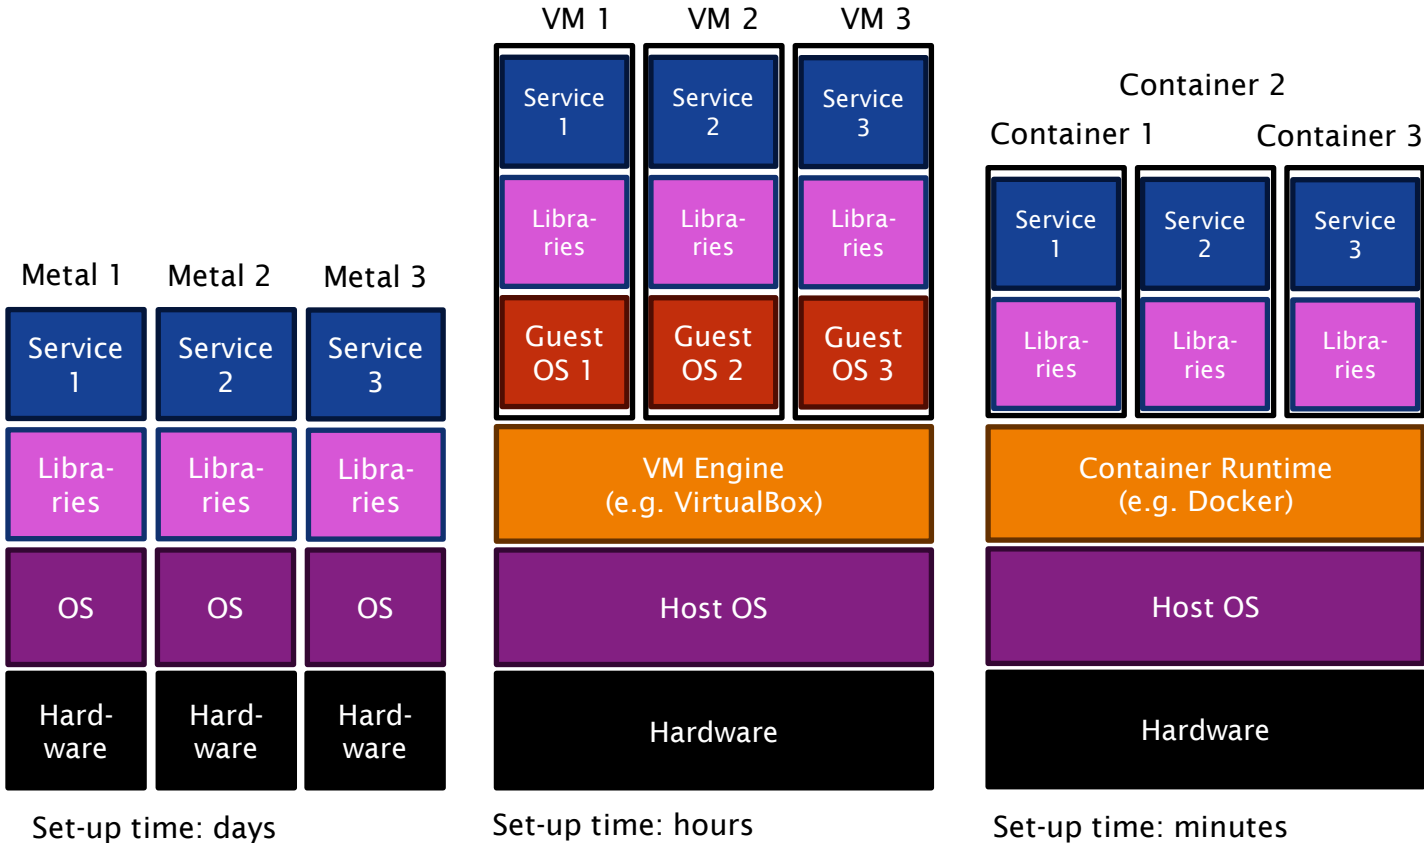 Metal 1
Metal 2
Metal 3
Service
1
Service
2
Service
3
Libra-
ries
Libra-
ries
Libra-
ries
OS
OS
OS
Hard-
ware
Hard-
ware
Hard-
ware
Set-up time: days
VM 1
VM 2
VM 3
Service
1
Service
2
Service
3
Libra-
ries
Libra-
ries
Libra-
ries
Guest
OS 1
Guest
OS 2
Guest
OS 3
VM Engine
(e.g. VirtualBox)
Host OS
Hardware
Set-up time: hours
Container 2
Container 1
Container 3
Service
1
Service
2
Service
3
Libra-
ries
Libra-
ries
Libra-
ries
Container Runtime
(e.g. Docker)
Host OS
Hardware
Set-up time: minutes